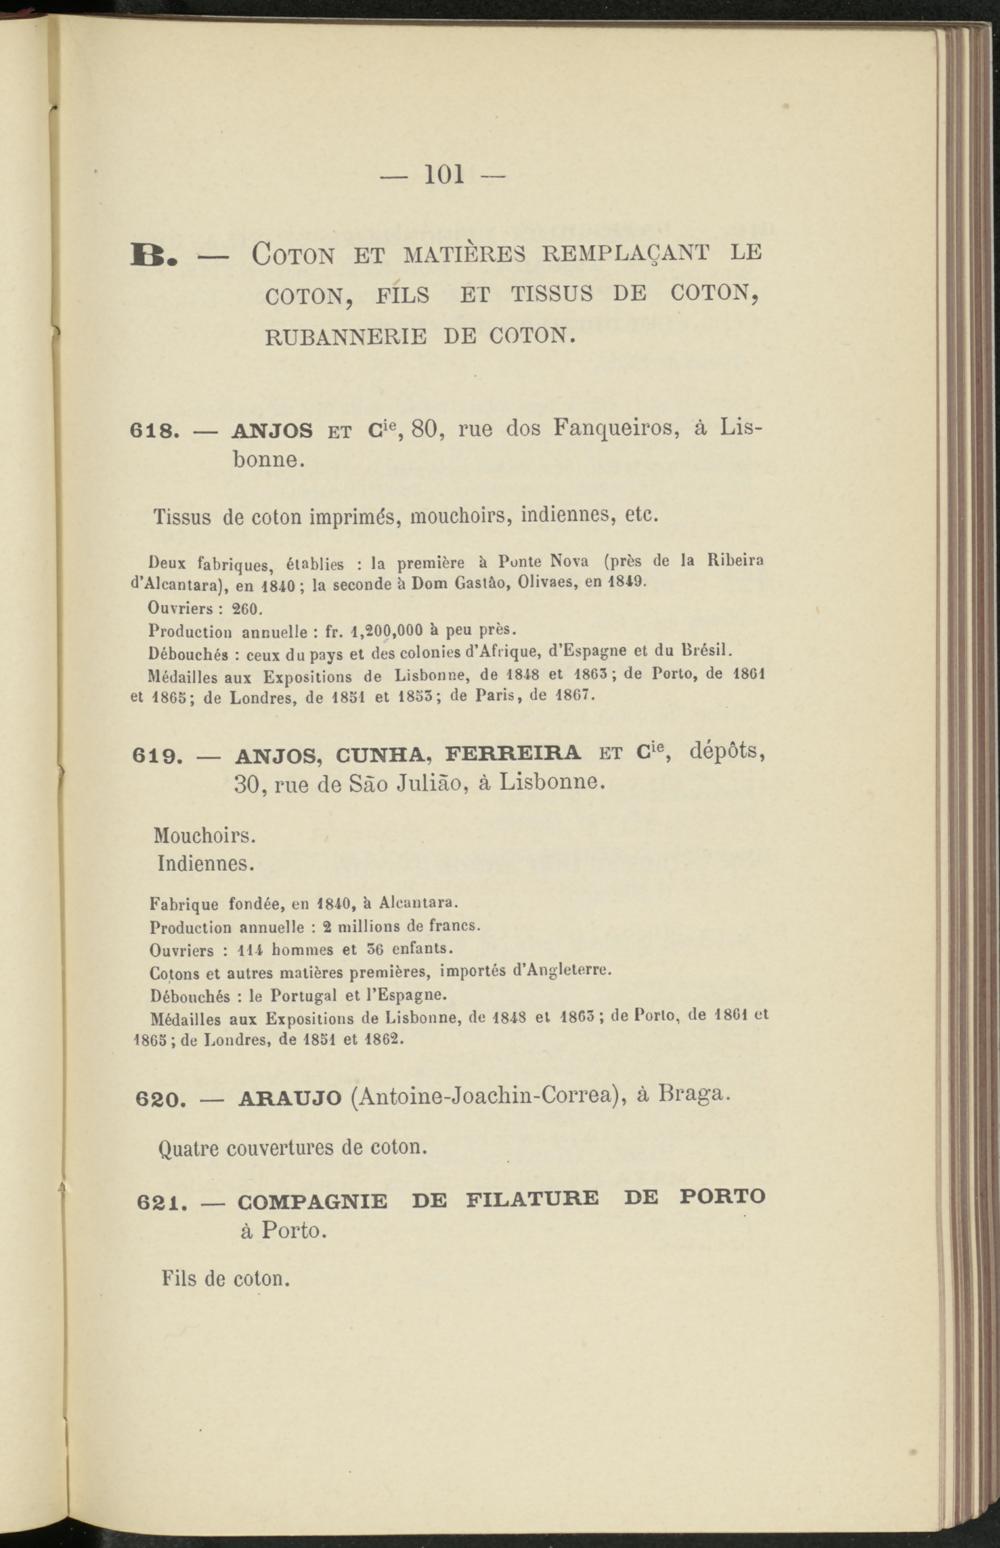 — 101 —
B. — COTON ET MATIÈRES REMPLAÇANT LE
COTON, FILS ET TISSUS DE COTON,
RUBANNERIE DE COTON.
618. — ANJOS ET Cie, 80, rue dos Fanqueiros, à Lis-
bonne.
Tissus de coton imprimés, mouchoirs, indiennes, etc.
Deux fabriques, établies : la première à Ponte Nova (près de la Ribeira
d'Alcantara), en 1840 ; la seconde à Dom Gastâo, Olivaes, en 1849.
Ouvriers : 260.
Production annuelle : fr. 1,200,000 à peu près.
Débouchés : ceux du pays et des colonies d'Afrique, d'Espagne et du Brésil.
Médailles aux Expositions de Lisbonne, de 1848 et 1863 ; de Porto, de 1861
et 1865 ; de Londres, de 1851 et 1853 ; de Paris, de 1867.
619. — ANJOS, CUNHA, FERREIRA ET Cie, dépôts,
30, rue de São Julião, à Lisbonne.
Mouchoirs.
Indiennes.
Fabrique fondée, en 1840, à Alcantara.
Production annuelle : 2 millions de francs.
Ouvriers : 114 hommes et 36 enfants.
Cotons et autres matières premières, importés d'Angleterre.
Débouchés : le Portugal et l'Espagne.
Médailles aux Expositions de Lisbonne, de 1848 et 1863 ; de Porto, de 1861 et
1865 ; de Londres, de 1851 et 1862.
620. — ARAUJO (Antoine-Joachin-Correa), à Braga.
Quatre couvertures de coton.
621. — COMPAGNIE DE FILATURE DE PORTO
à Porto.
Fils de coton.